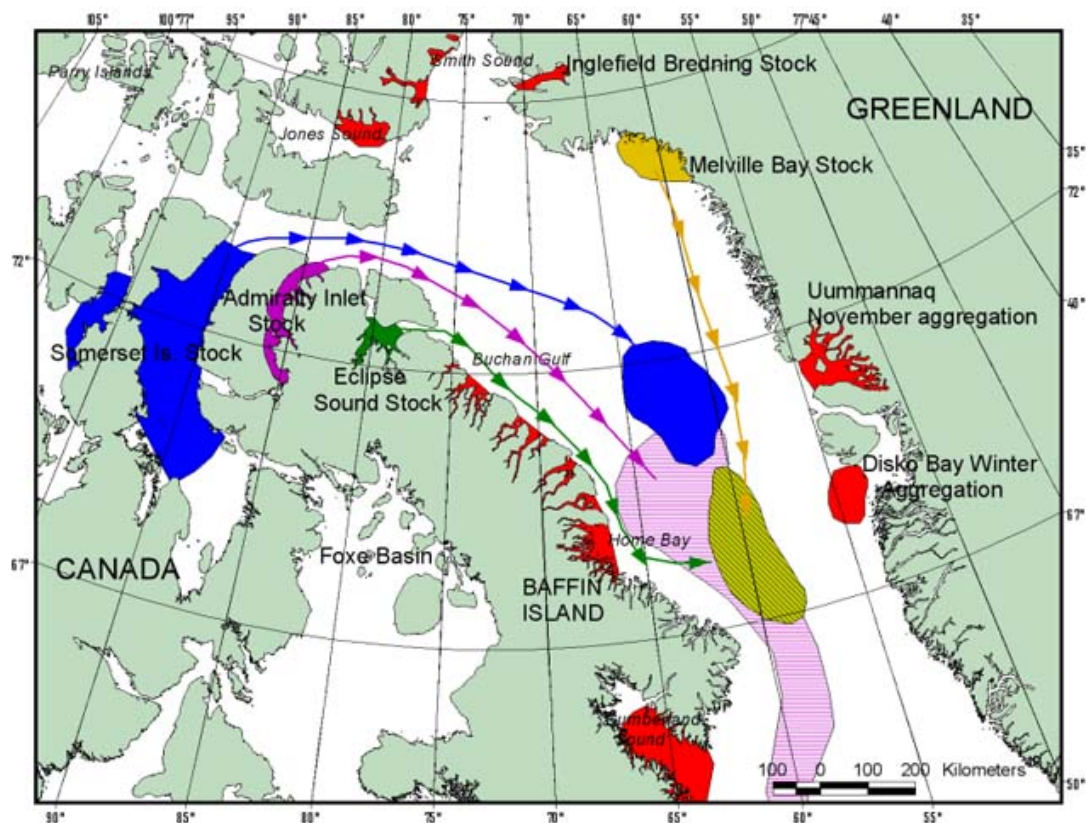 105° 100°77° 95° 90° 85° 80° 75° 70° 65° 60° 55° 50° 77°45° 40° 35°
Parry Islands
Smith Sound
Inglefield Bredning Stock
GREENLAND
Jones Sound
Melville Bay Stock
35°
72°
72°
Admiralty Inlet
Stock
Uummannaq
November aggregation
40°
Somerset Is. Stock
Buchan Gulf
Eclipse
Sound Stock
Disko Bay Winter
Aggregation
67°
67°
CANADA
Foxe Basin
Home Bay
BAFFIN
ISLAND
Cumberland
Sound
100 0 100 200 Kilometers
50°
90° 85° 80° 75° 70° 65° 60° 55°